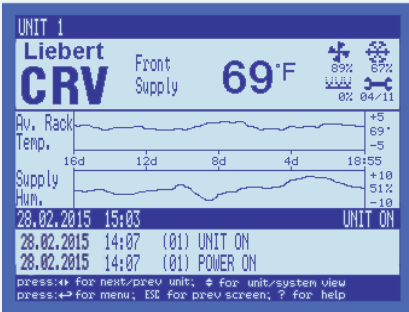 UNIT 1
Liebert
CRV
Front
Supply
69°F
89% 67%
0% 04/11
Av. Rack
Temp.
+5
69°
-5
16d 12d 8d 4d 18:55
Supply
Hum.
+10
51%
-10
28.02.2015 15:03 UNIT ON
28.02.2015 14:07 (01) UNIT ON
28.02.2015 14:07 (01) POWER ON
press:◂▸ for next/prev unit; ♦ for unit/system view
press:↵ for menu; ESC for prev screen; ? for help